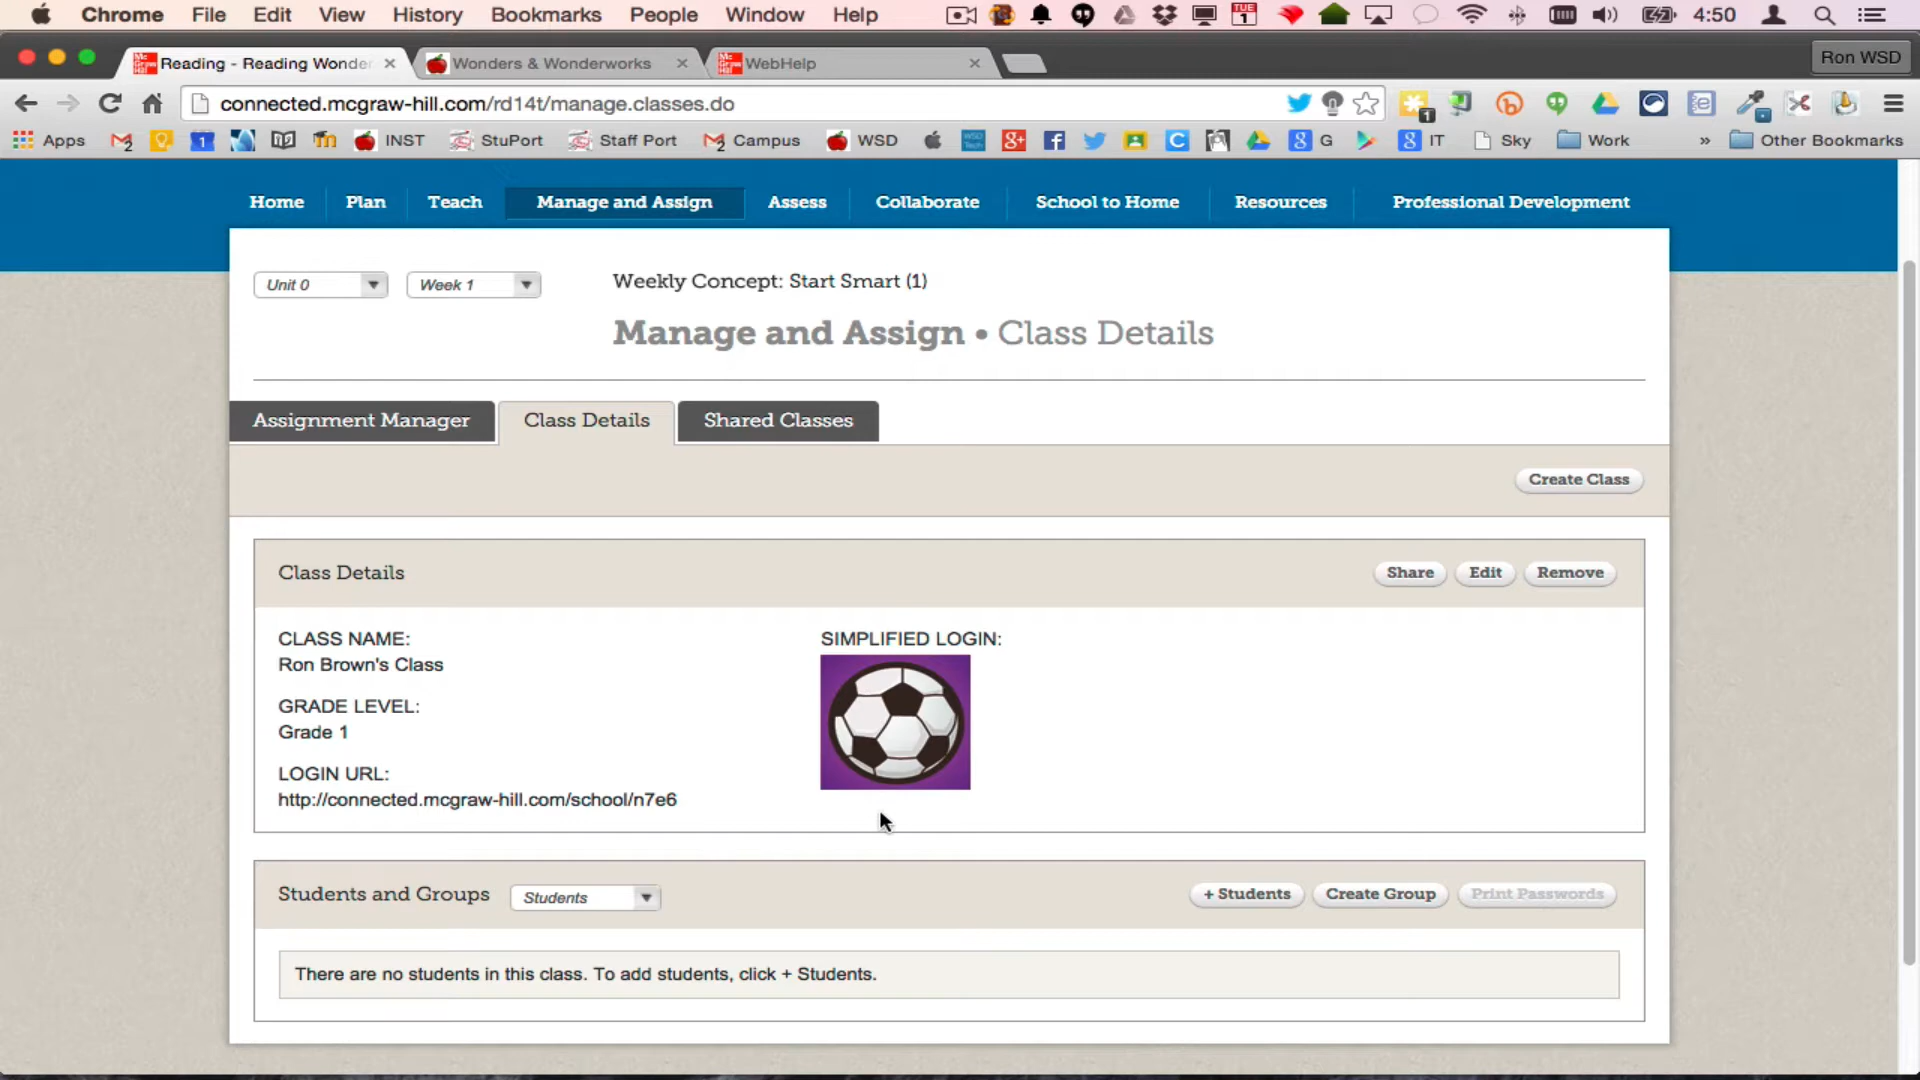 Chrome File Edit View History Bookmarks People Window Help TUE 1 4:50
Reading - Reading Wonde Wonders & Wonderworks WebHelp Ron WSD
connected.mcgraw-hill.com/rd14t/manage.classes.do
Apps INST StuPort Staff Port Campus WSD G IT Sky Work » Other Bookmarks
Home Plan Teach Manage and Assign Assess Collaborate School to Home Resources Professional Development
Unit 0 Week 1 Weekly Concept: Start Smart (1)
Manage and Assign • Class Details
Assignment Manager Class Details Shared Classes
Create Class
Class Details Share Edit Remove
CLASS NAME: SIMPLIFIED LOGIN:
Ron Brown's Class
GRADE LEVEL:
Grade 1
LOGIN URL:
http://connected.mcgraw-hill.com/school/n7e6
Students and Groups Students + Students Create Group Print Passwords
There are no students in this class. To add students, click + Students.